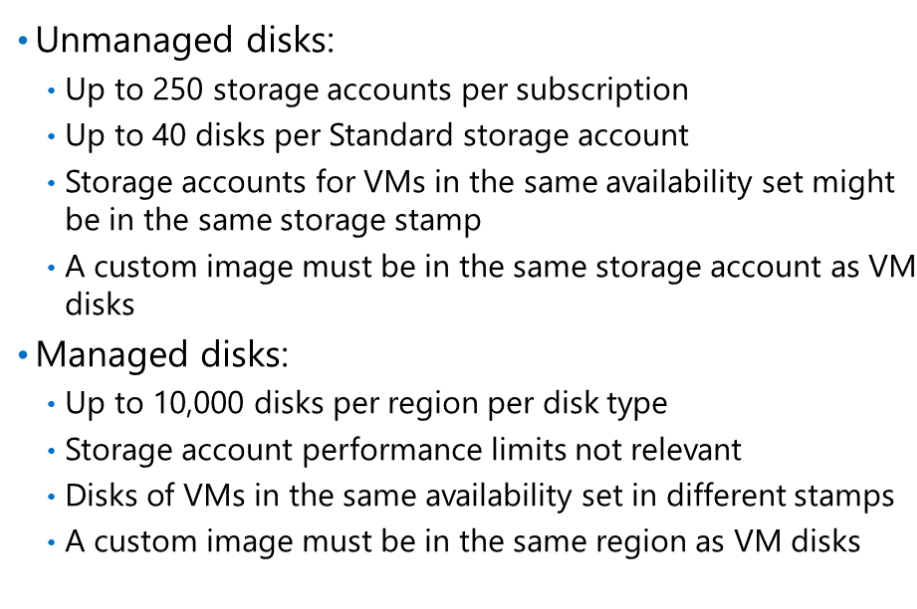 • Unmanaged disks:
• Up to 250 storage accounts per subscription
• Up to 40 disks per Standard storage account
• Storage accounts for VMs in the same availability set might
be in the same storage stamp
• A custom image must be in the same storage account as VM
disks
• Managed disks:
• Up to 10,000 disks per region per disk type
• Storage account performance limits not relevant
• Disks of VMs in the same availability set in different stamps
• A custom image must be in the same region as VM disks